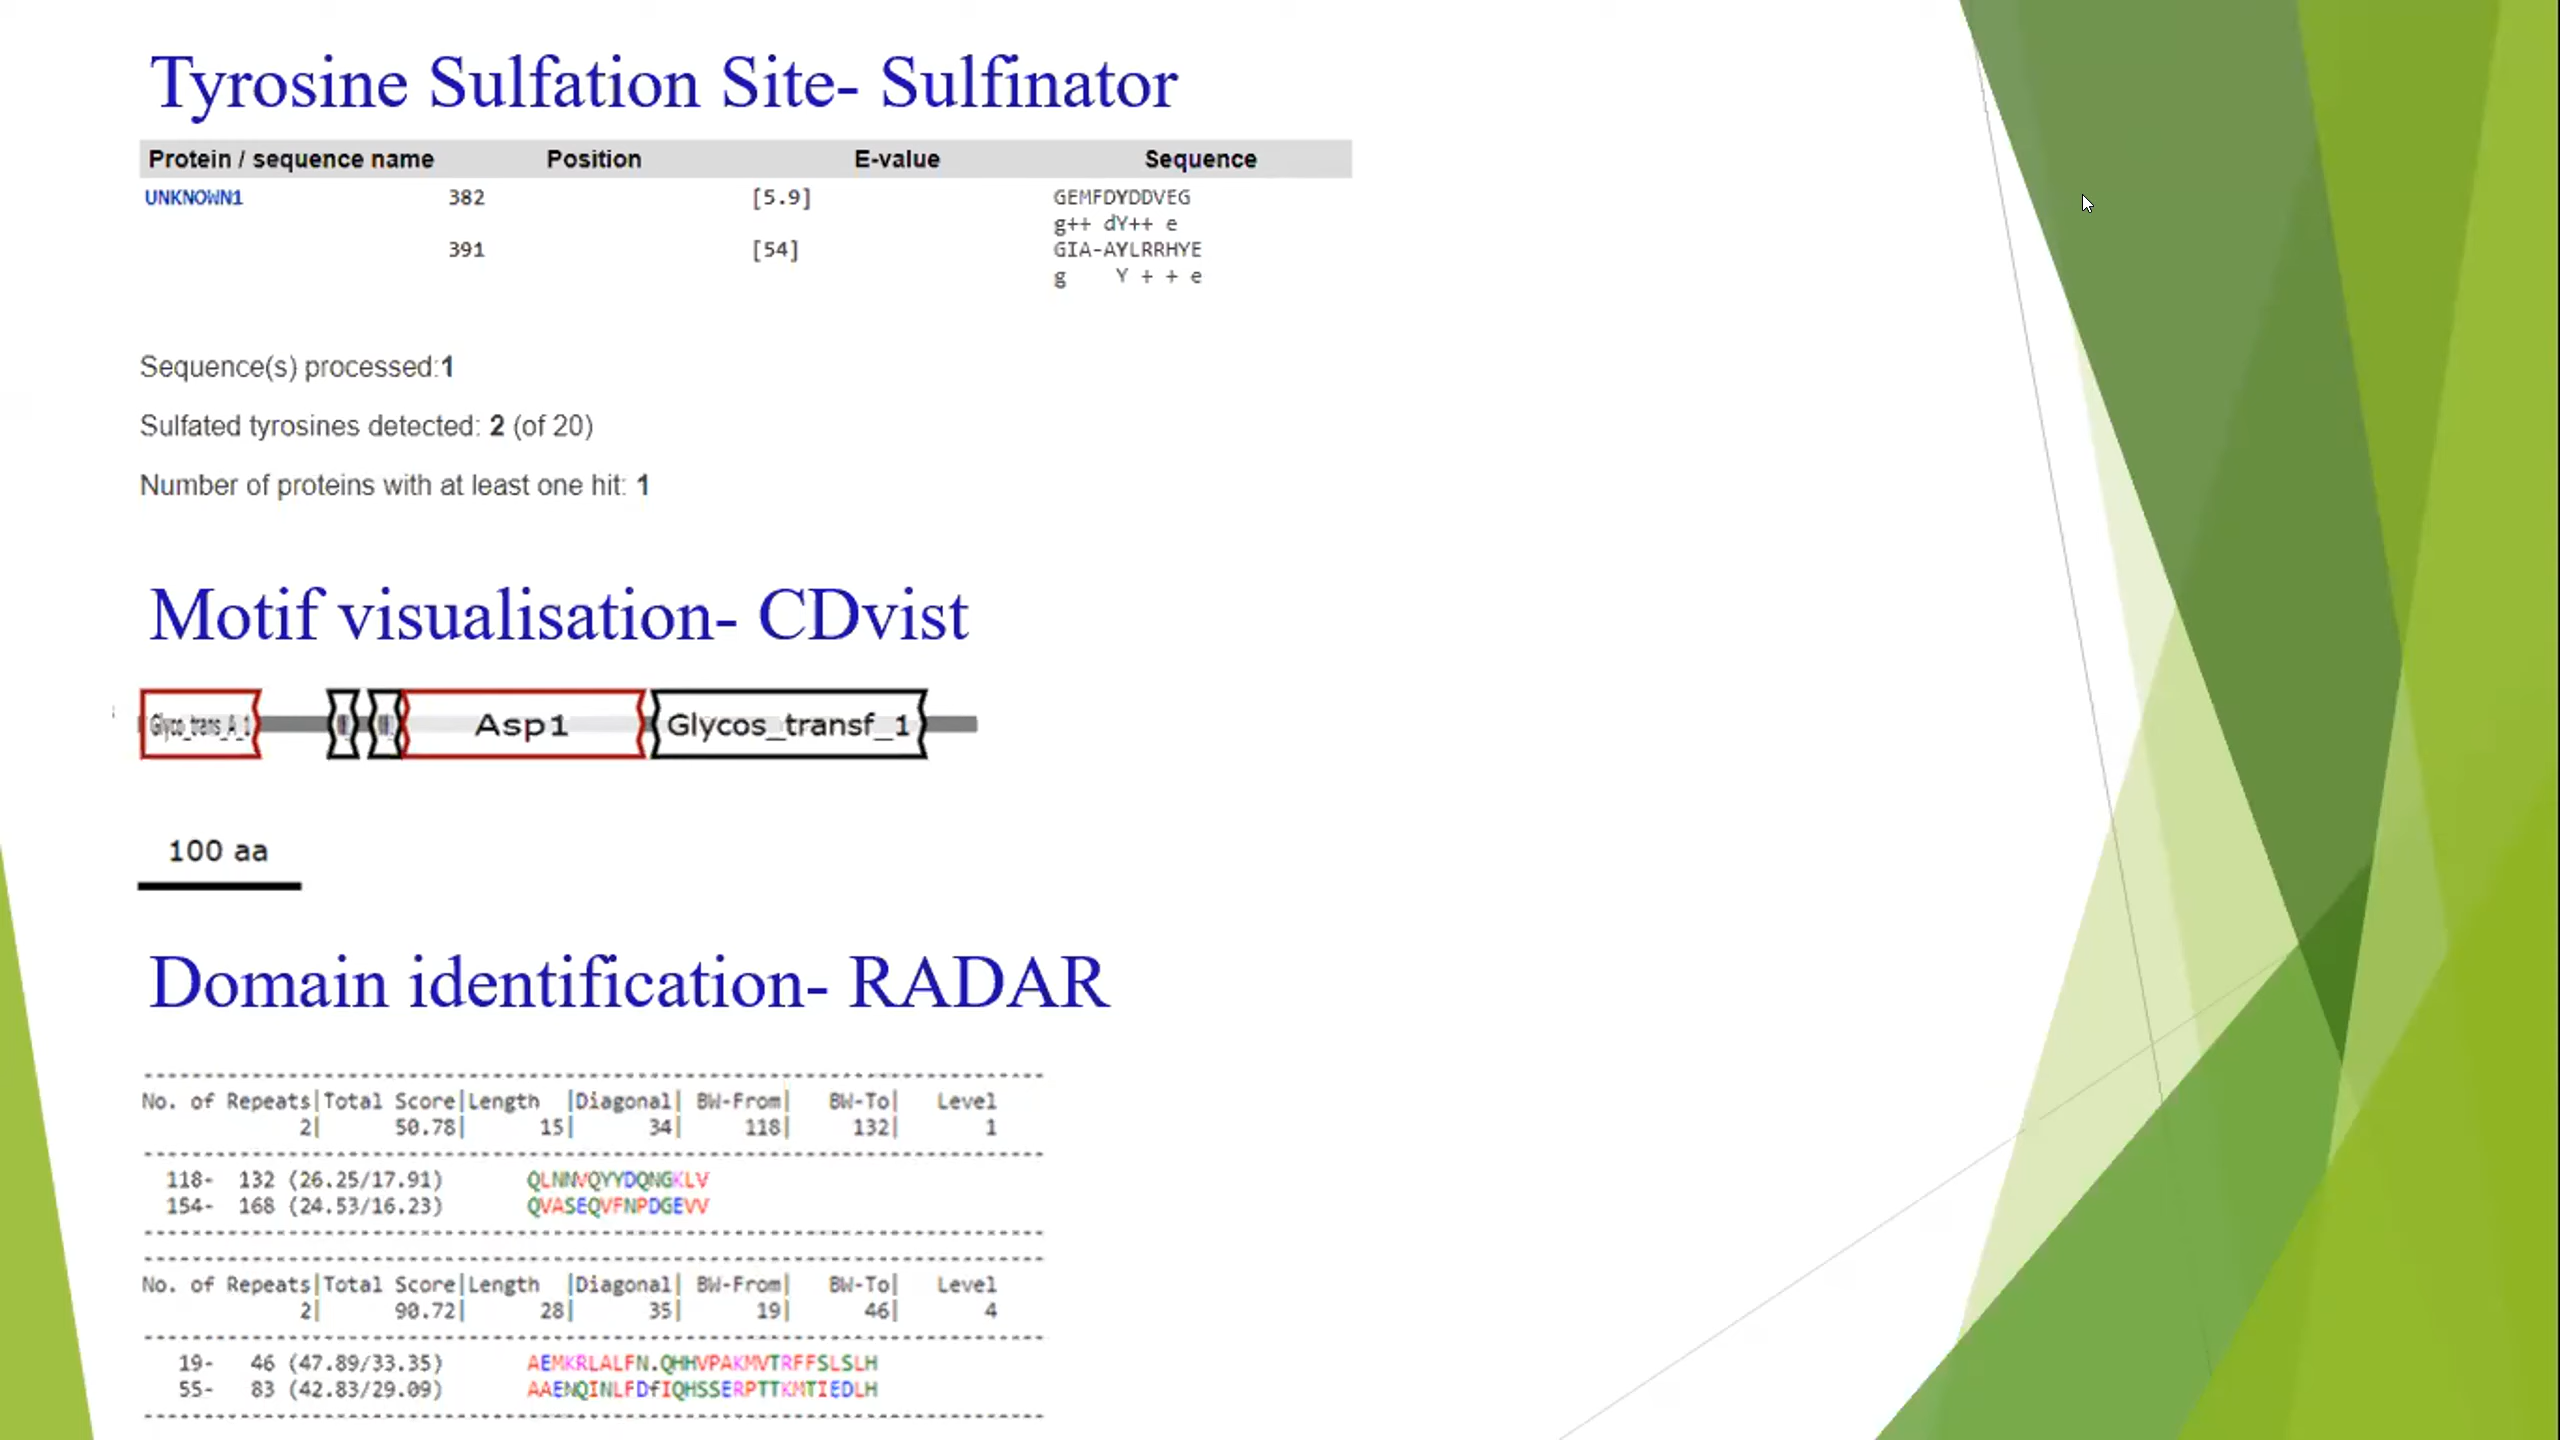 Tyrosine Sulfation Site- Sulfinator
Protein / sequence name Position E-value Sequence
UNKNOWN1 382 [5.9] GEMFDYDDVEG
g++ dY++ e
391 [54] GIA-AYLRRHYE
g Y + + e
Sequence(s) processed:1
Sulfated tyrosines detected: 2 (of 20)
Number of proteins with at least one hit: 1
Motif visualisation- CDvist
Glyco_trans_A_1 Asp1 Glycos_transf_1
100 aa
Domain identification- RADAR
No. of Repeats|Total Score|Length |Diagonal| BW-From| BW-To| Level
2| 50.78| 15| 34| 118| 132| 1
118- 132 (26.25/17.91) QLNNVQYYDQNGKLV
154- 168 (24.53/16.23) QVASEQVFNPDGEVV
No. of Repeats|Total Score|Length |Diagonal| BW-From| BW-To| Level
2| 90.72| 28| 35| 19| 46| 4
19- 46 (47.89/33.35) AEMKRLALFN.QHHVPAKMVTRFFSLSLH
55- 83 (42.83/29.09) AAENQINLFDfIQHSSERPTTKMTIEDLH